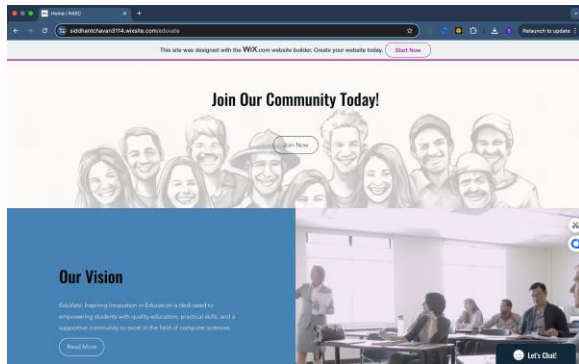 Home | RAEC
siddhantchavan3114.wixsite.com/eduvate
Relaunch to update
This site was designed with the WiX.com website builder. Create your website today.
Start Now
Join Our Community Today!
Join Now
Our Vision
EduVate: Inspiring Innovation in Education is dedicated to
empowering students with quality education, practical skills, and a
supportive community to excel in the field of computer sciences.
Read More
Let's Chat!